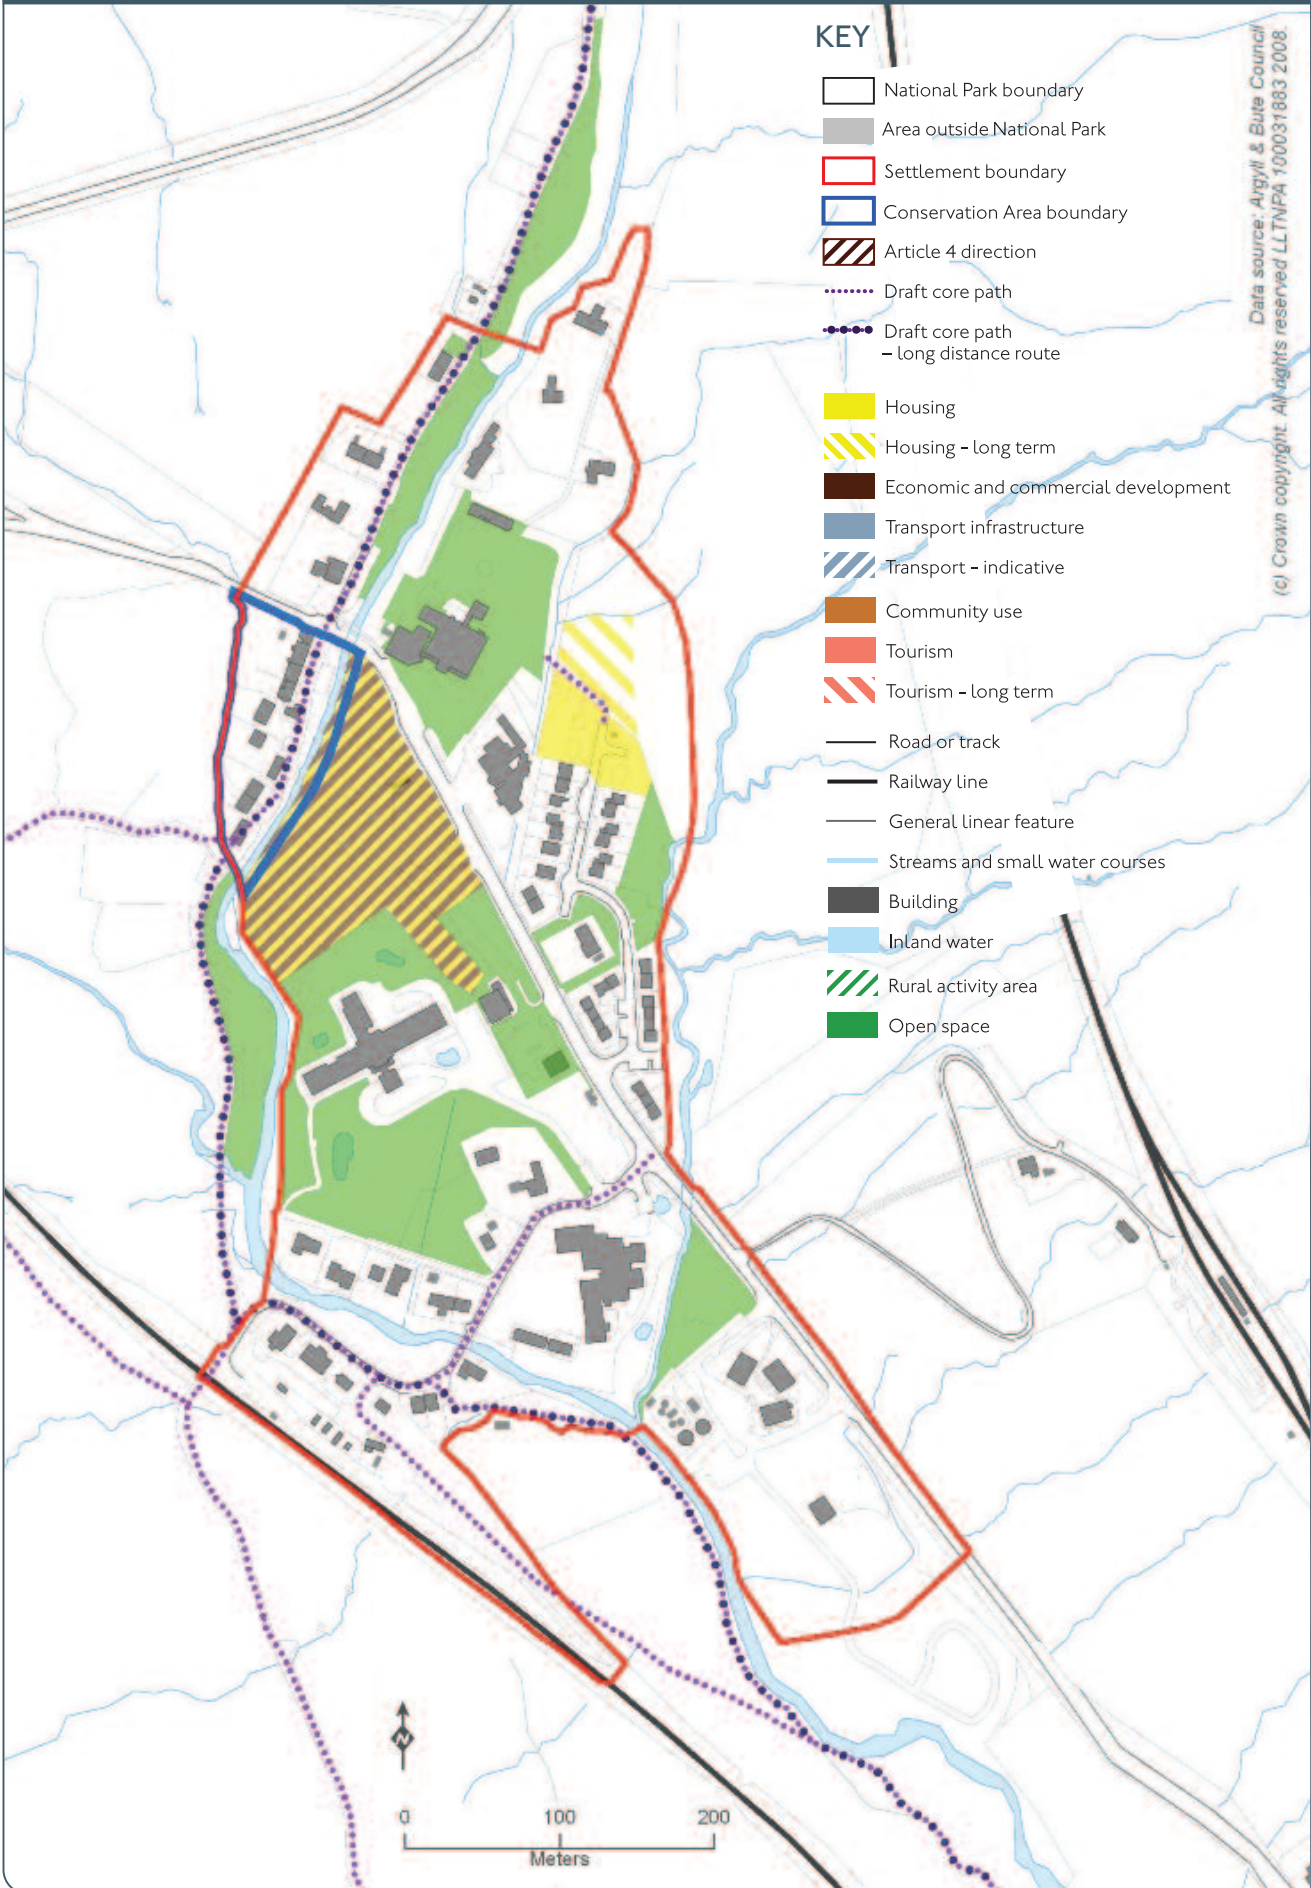 KEY
National Park boundary
Area outside National Park
Settlement boundary
Conservation Area boundary
Article 4 direction
Draft core path
Draft core path
– long distance route
Housing
Housing - long term
Economic and commercial development
Transport infrastructure
Transport - indicative
Community use
Tourism
Tourism - long term
Road or track
Railway line
General linear feature
Streams and small water courses
Building
Inland water
Rural activity area
Open space
Data source: Argyll & Bute Council
(c) Crown copyright. All rights reserved LLTNPA 100031883 2008.
N
0 100 200
Meters